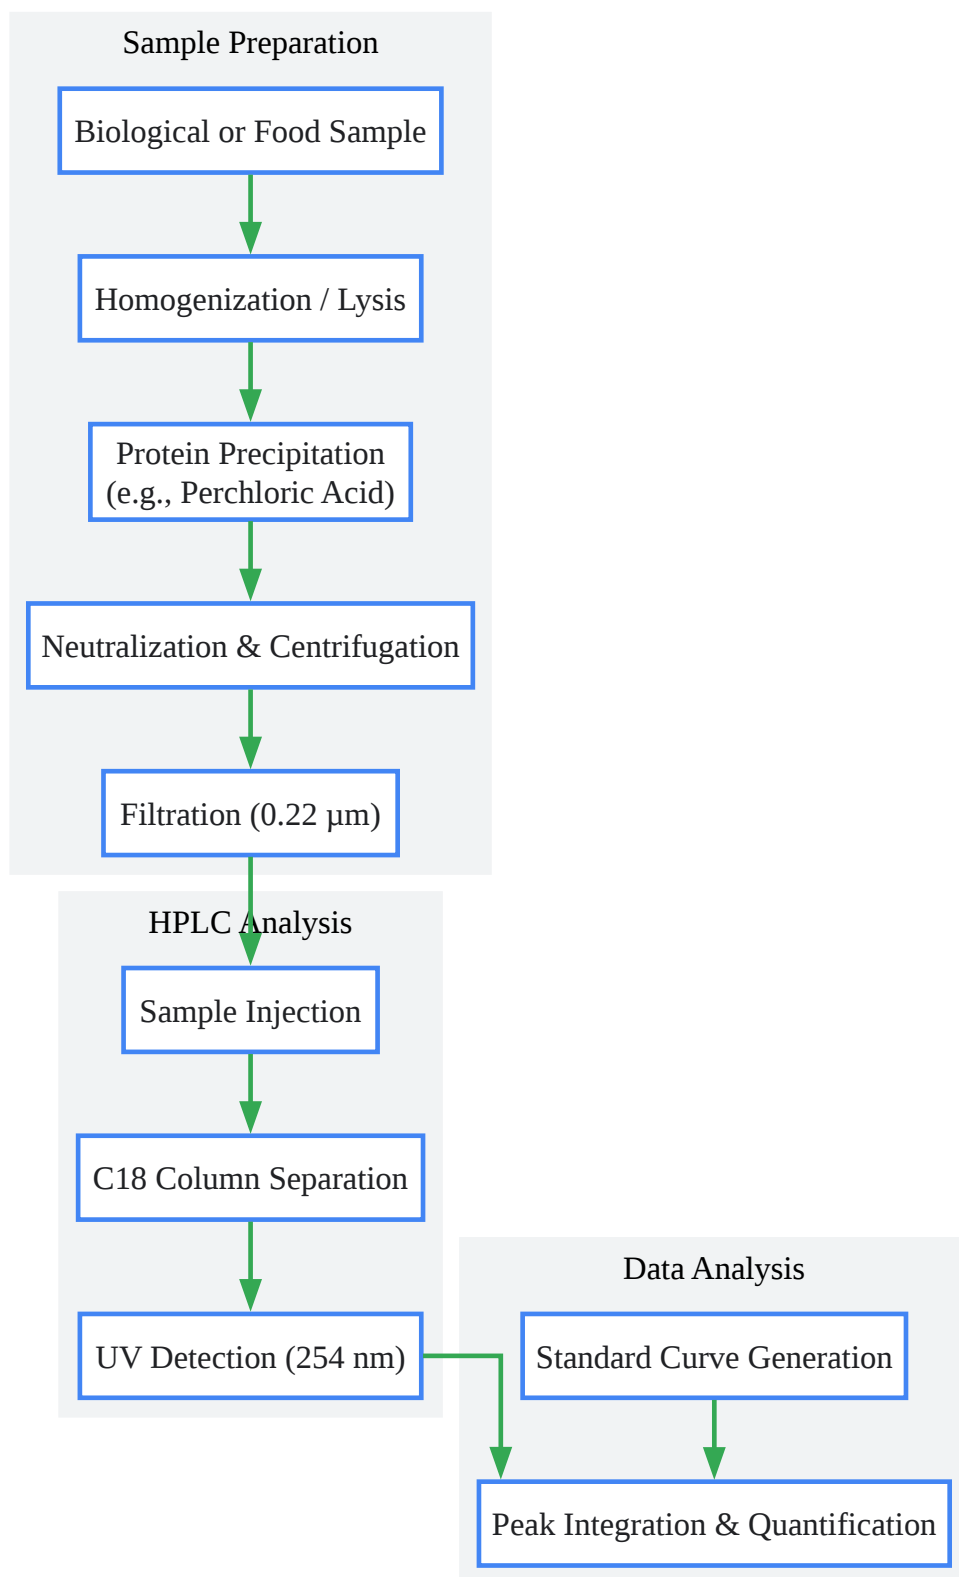 Sample Preparation
Biological or Food Sample
Homogenization / Lysis
Protein Precipitation
(e.g., Perchloric Acid)
Neutralization & Centrifugation
Filtration (0.22 µm)
HPLC Analysis
Sample Injection
C18 Column Separation
UV Detection (254 nm)
Data Analysis
Standard Curve Generation
Peak Integration & Quantification